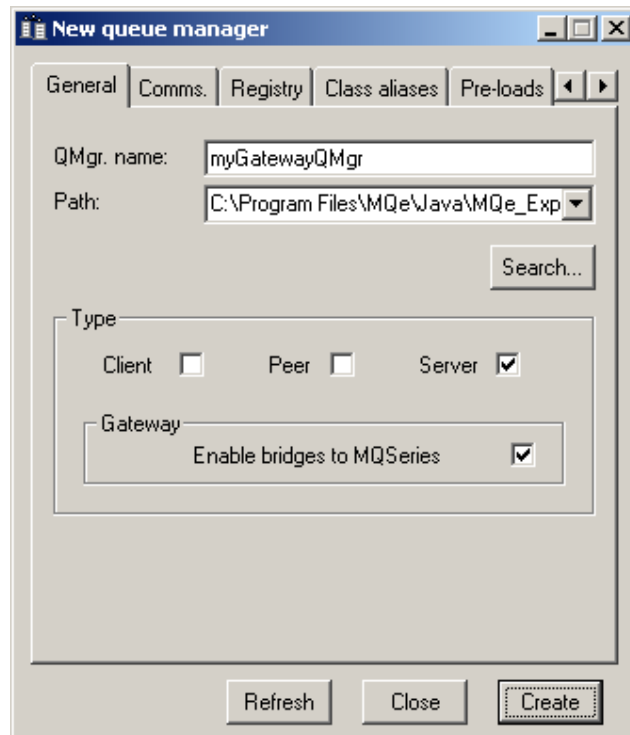 New queue manager
General Comms. Registry Class aliases Pre-loads
QMgr. name: myGatewayQMgr
Path: C:\Program Files\MQe\Java\MQe_Exp
Search...
Type
Client Peer Server
Gateway
Enable bridges to MQSeries
Refresh Close Create